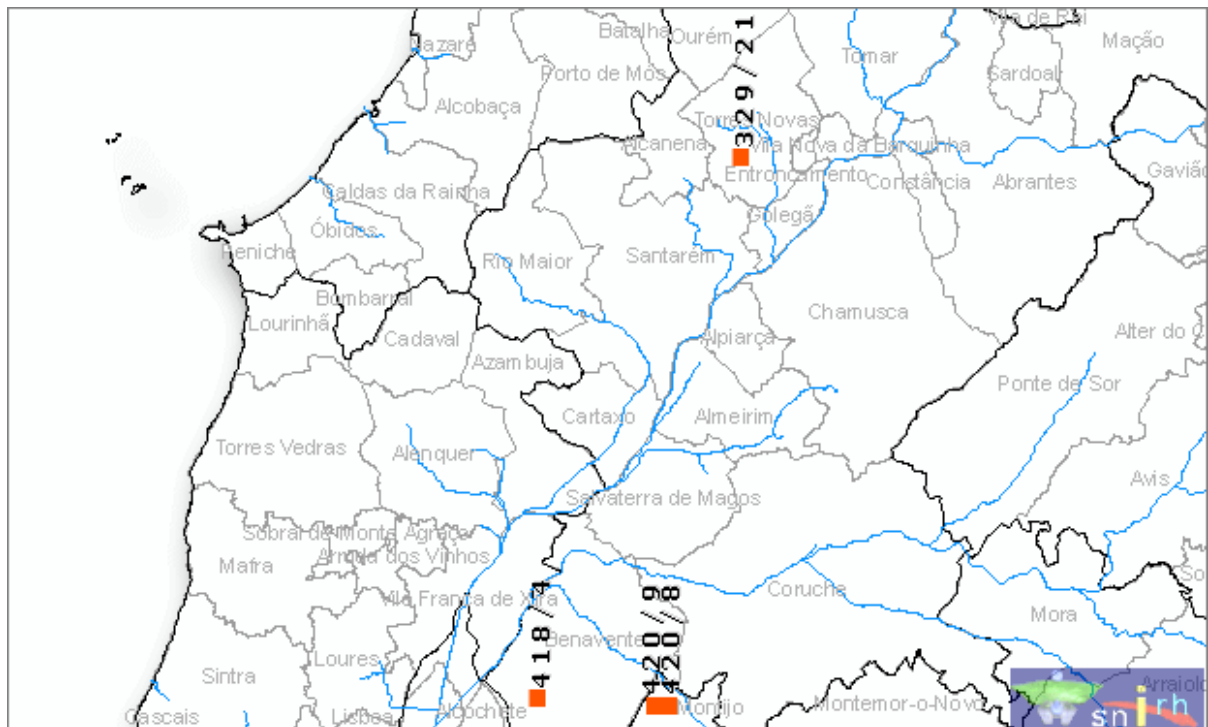 Vila de Rei
Nazaré
Batalha
Ourém
Tomar
Mação
Porto de Mós
Sardoal
Alcobaça
329/21
Torres Novas
Alcanena
Vila Nova da Barquinha
Entroncamento
Constância
Abrantes
Gavião
Caldas da Rainha
Golegã
Óbidos
Peniche
Santarém
Rio Maior
Bombarral
Chamusca
Lourinhã
Cadaval
Alpiarça
Alter do C
Azambuja
Ponte de Sor
Cartaxo
Almeirim
Torres Vedras
Alenquer
Avis
Salvaterra de Magos
Sobral de Monte Agraço
Arruda dos Vinhos
Mafra
So
Coruche
Vila Franca de Xira
Mora
418/4
420/9
420/8
Benavente
Loures
Sintra
Arraiolo
Montijo
Montemor-o-Novo
Alcochete
Cascais
Lisboa
snirh